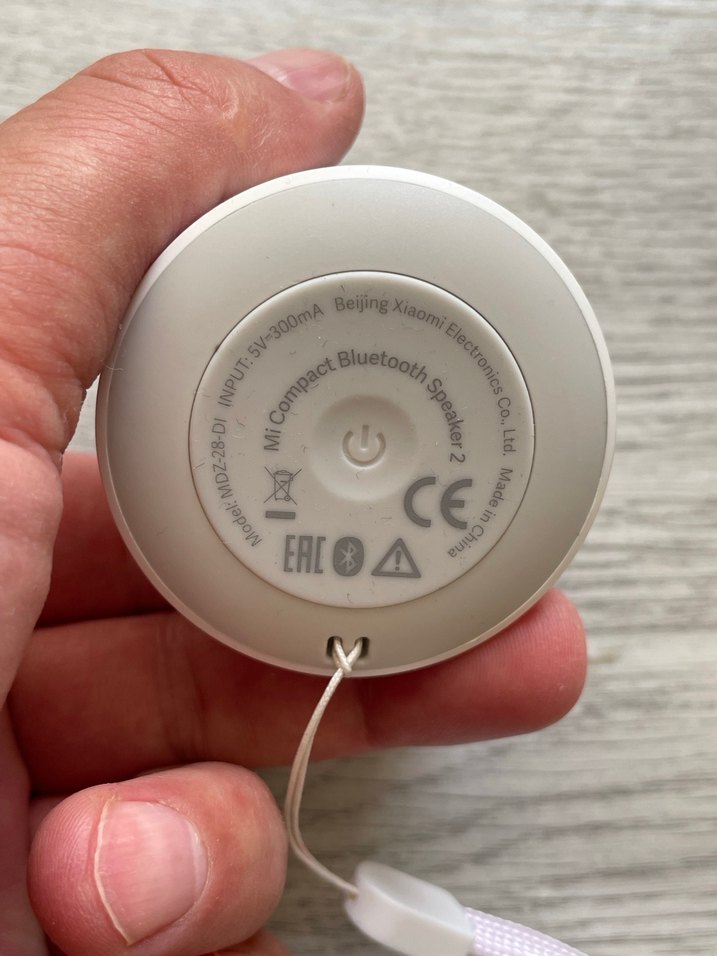 Model: MDZ-28-DI INPUT: 5V=300mA Beijing Xiaomi Electronics Co., Ltd. Made in China
Mi Compact Bluetooth Speaker 2
CE
EAC